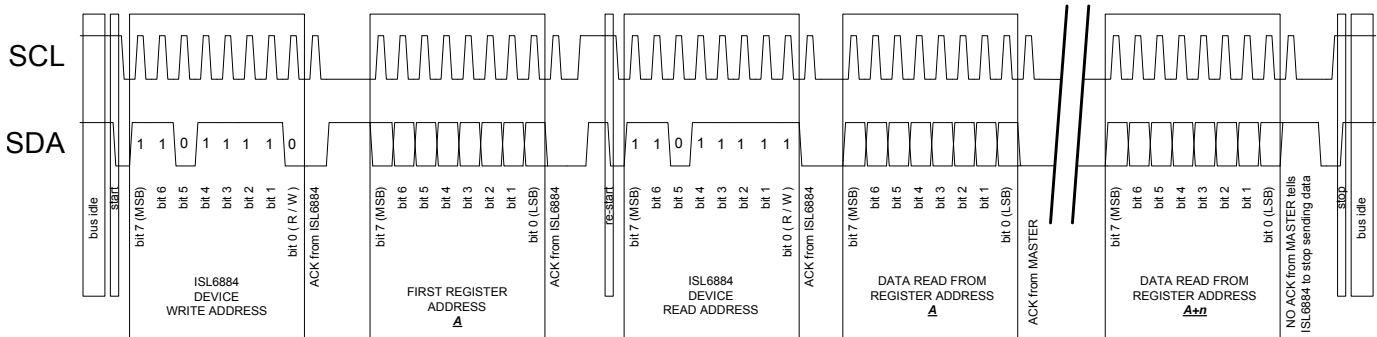 SCL
SDA
1 1 0 1 1 1 1 0
1 1 0 1 1 1 1 1
bus idle
start
bit 7 (MSB)
bit 6
bit 5
bit 4
bit 3
bit 2
bit 1
bit 0 ( R / W )
ISL6884
DEVICE
WRITE ADDRESS
ACK from ISL6884
bit 7 (MSB)
bit 6
bit 5
bit 4
bit 3
bit 2
bit 1
bit 0 (LSB)
FIRST REGISTER
ADDRESS
A
ACK from ISL6884
re-start
bit 7 (MSB)
bit 6
bit 5
bit 4
bit 3
bit 2
bit 1
bit 0 ( R / W )
ISL6884
DEVICE
READ ADDRESS
ACK from ISL6884
bit 7 (MSB)
bit 6
bit 5
bit 4
bit 3
bit 2
bit 1
bit 0 (LSB)
DATA READ FROM
REGISTER ADDRESS
A
ACK from MASTER
bit 7 (MSB)
bit 6
bit 5
bit 4
bit 3
bit 2
bit 1
bit 0 (LSB)
DATA READ FROM
REGISTER ADDRESS
A+n
NO ACK from MASTER tells
ISL6884 to stop sending data
stop
bus idle